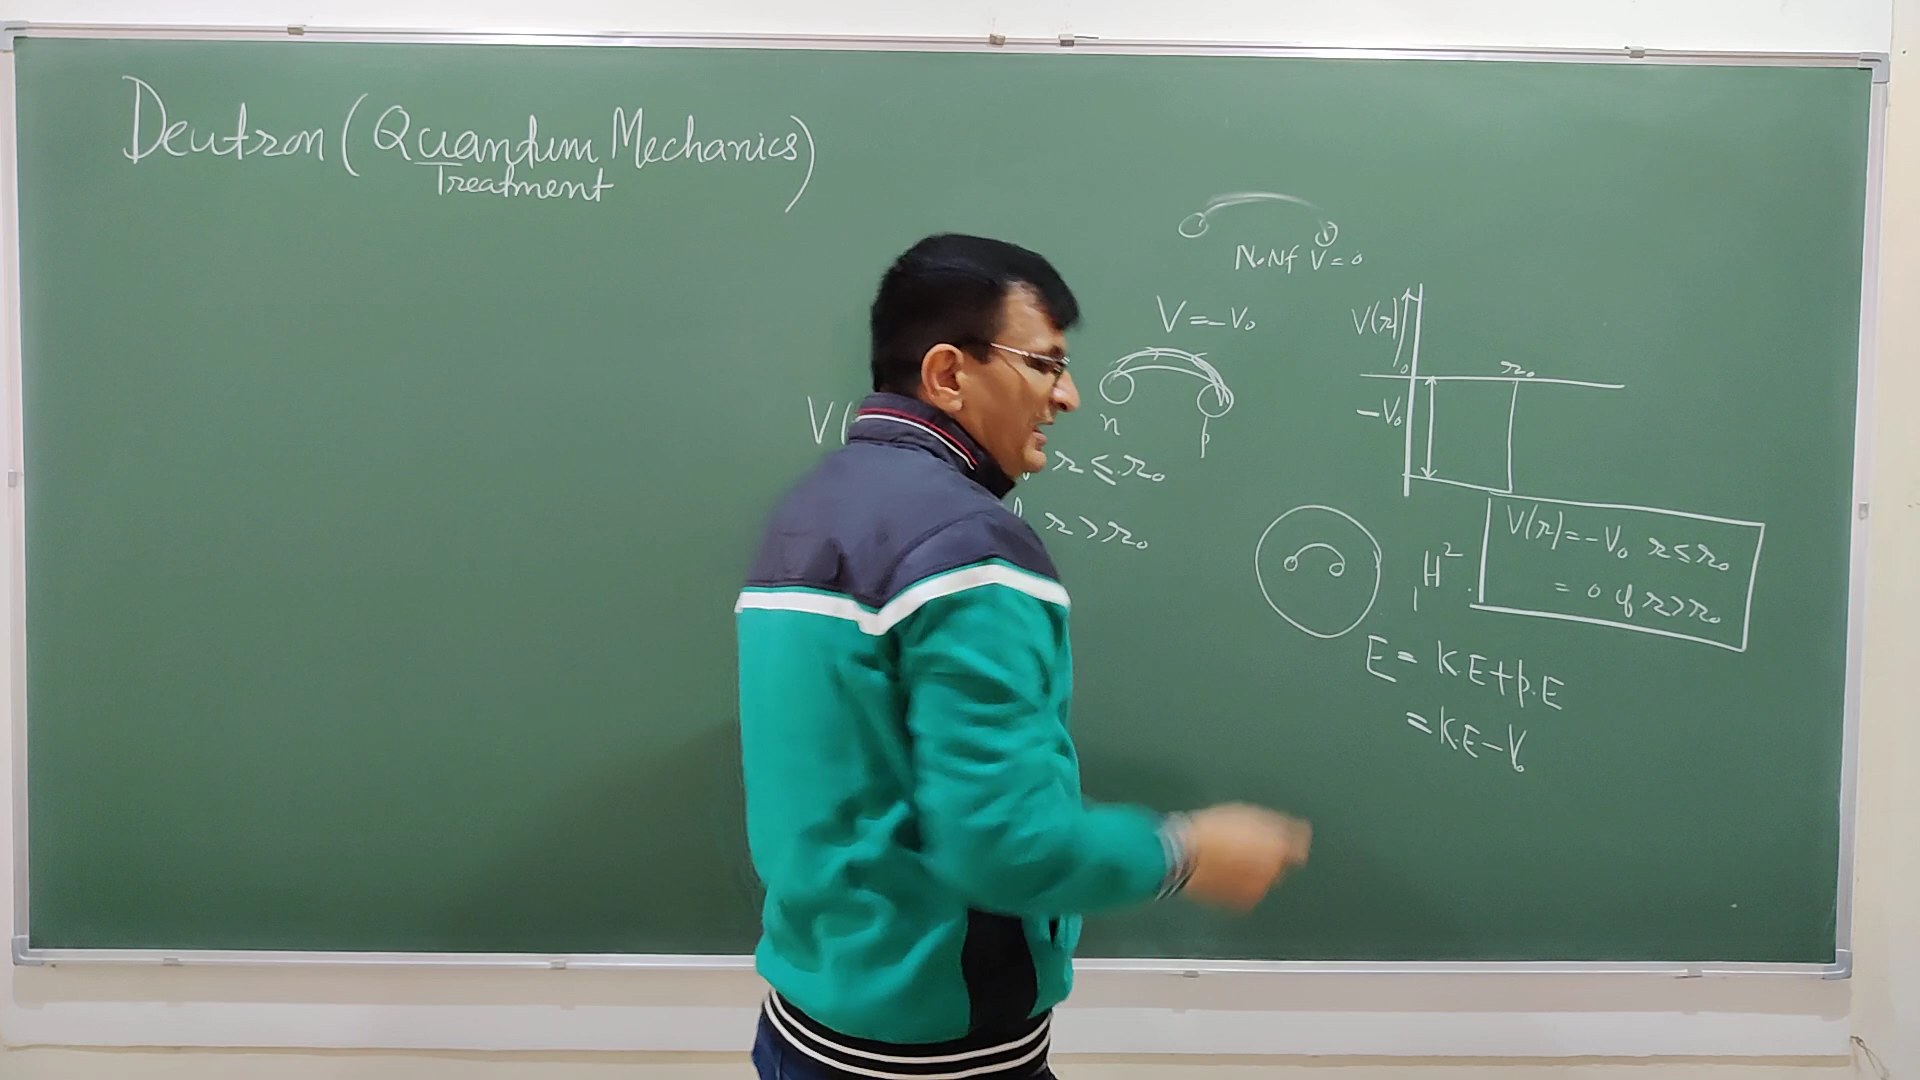 Deutron (Quantum Mechanics)
Treatment
N.Nf V=0
V=-V₀
n
p
V(
r≤r₀
r>r₀
V(r)
0
r₀
-V₀
₁H²
V(r)=-V₀ r≤r₀
= 0 if r>r₀
E= K.E+p.E
=K.E-V₀